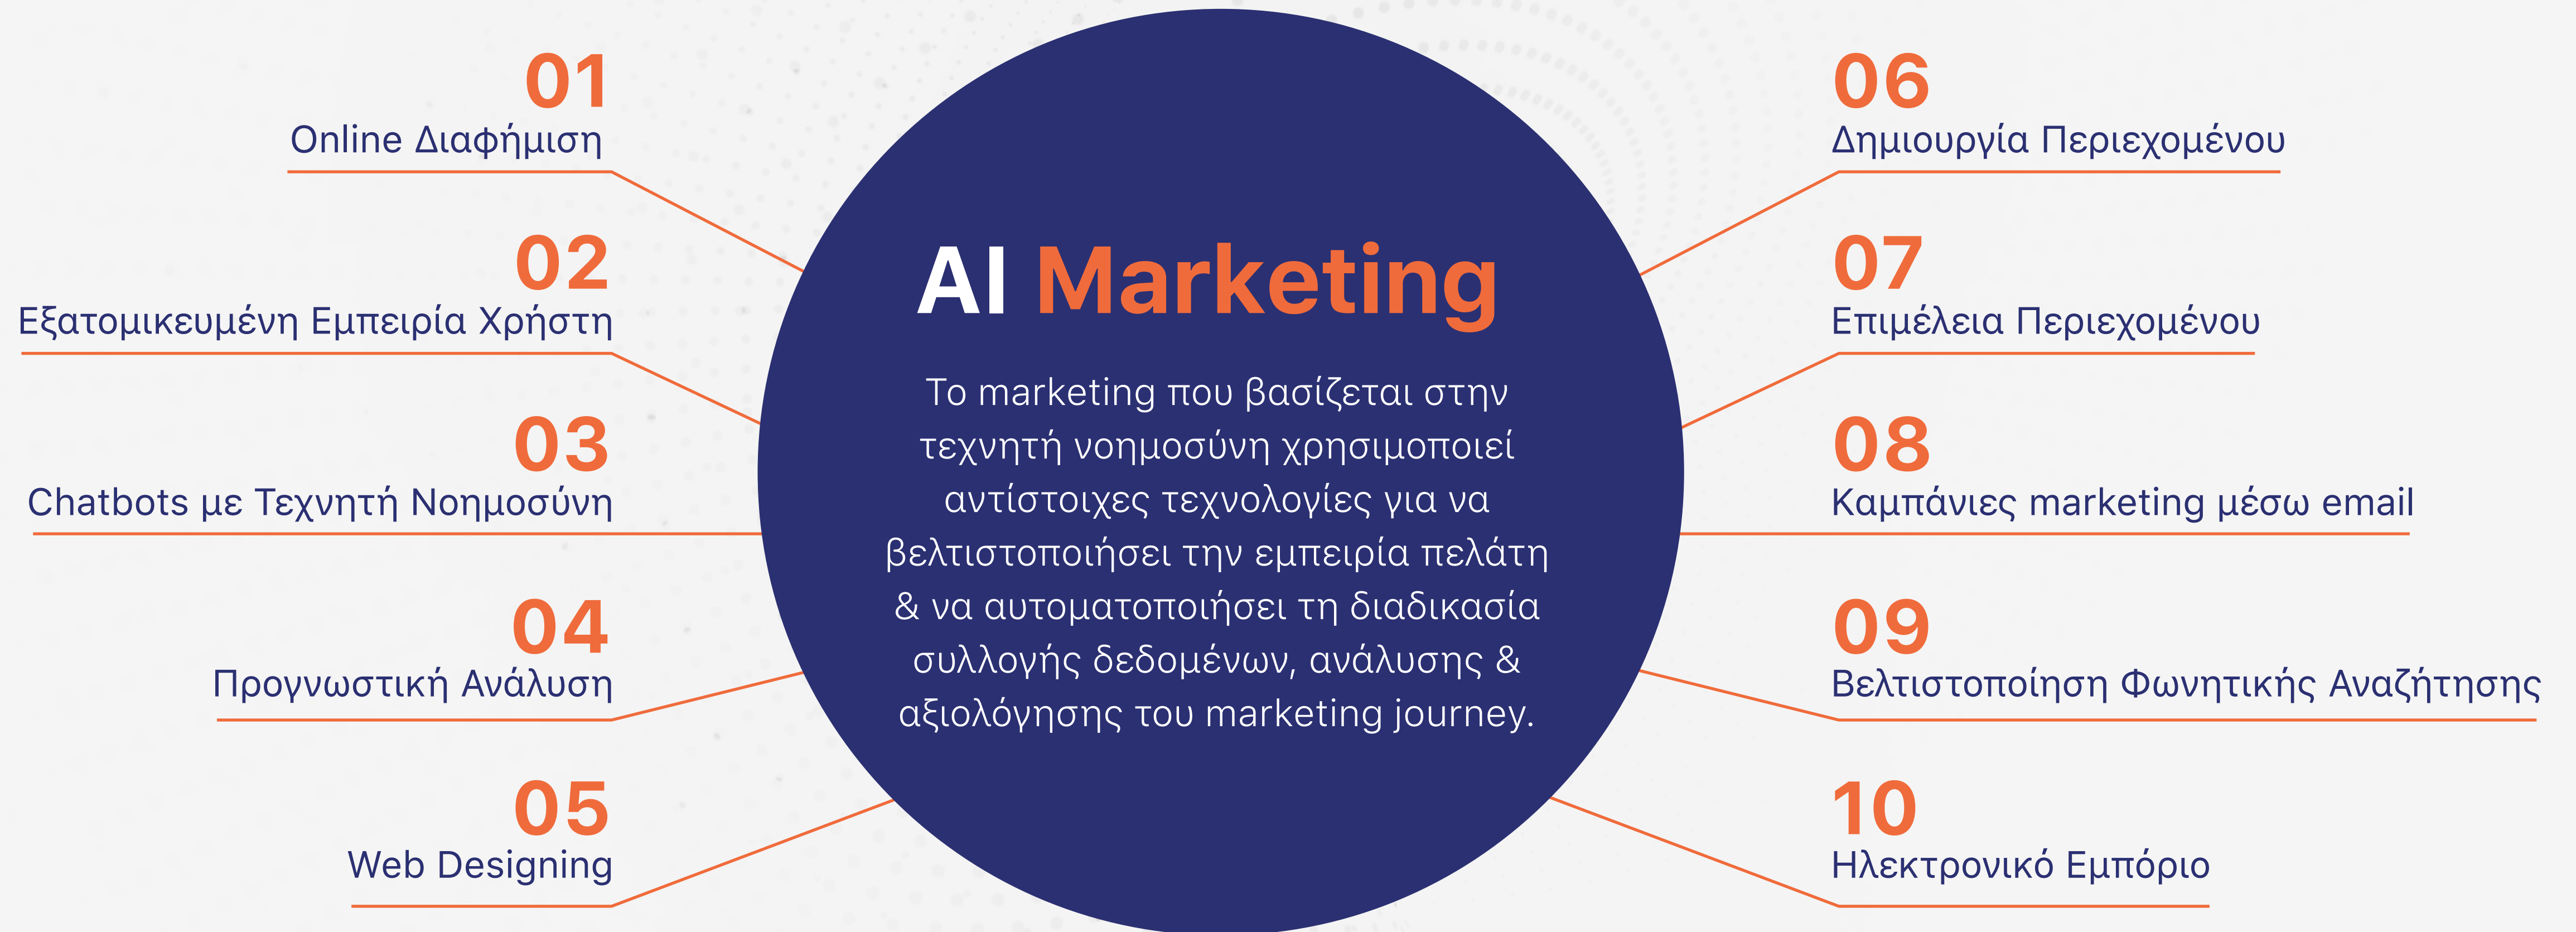 01
Online Διαφήμιση
02
Εξατομικευμένη Εμπειρία Χρήστη
03
Chatbots με Τεχνητή Νοημοσύνη
04
Προγνωστική Ανάλυση
05
Web Designing
AI Marketing
Το marketing που βασίζεται στην
τεχνητή νοημοσύνη χρησιμοποιεί
αντίστοιχες τεχνολογίες για να
βελτιστοποιήσει την εμπειρία πελάτη
& να αυτοματοποιήσει τη διαδικασία
συλλογής δεδομένων, ανάλυσης &
αξιολόγησης του marketing journey.
06
Δημιουργία Περιεχομένου
07
Επιμέλεια Περιεχομένου
08
Καμπάνιες marketing μέσω email
09
Βελτιστοποίηση Φωνητικής Αναζήτησης
10
Ηλεκτρονικό Εμπόριο